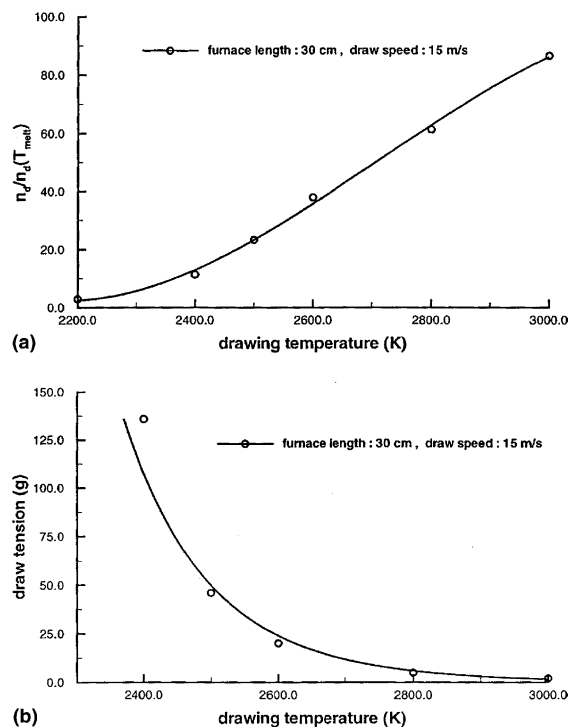 100.0
furnace length : 30 cm , draw speed : 15 m/s
80.0
60.0
40.0
20.0
0.0
n_d/n_d(T_melt)
2200.0 2400.0 2600.0 2800.0 3000.0
(a) drawing temperature (K)
150.0
furnace length : 30 cm , draw speed : 15 m/s
125.0
100.0
75.0
50.0
25.0
0.0
draw tension (g)
2400.0 2600.0 2800.0 3000.0
(b) drawing temperature (K)